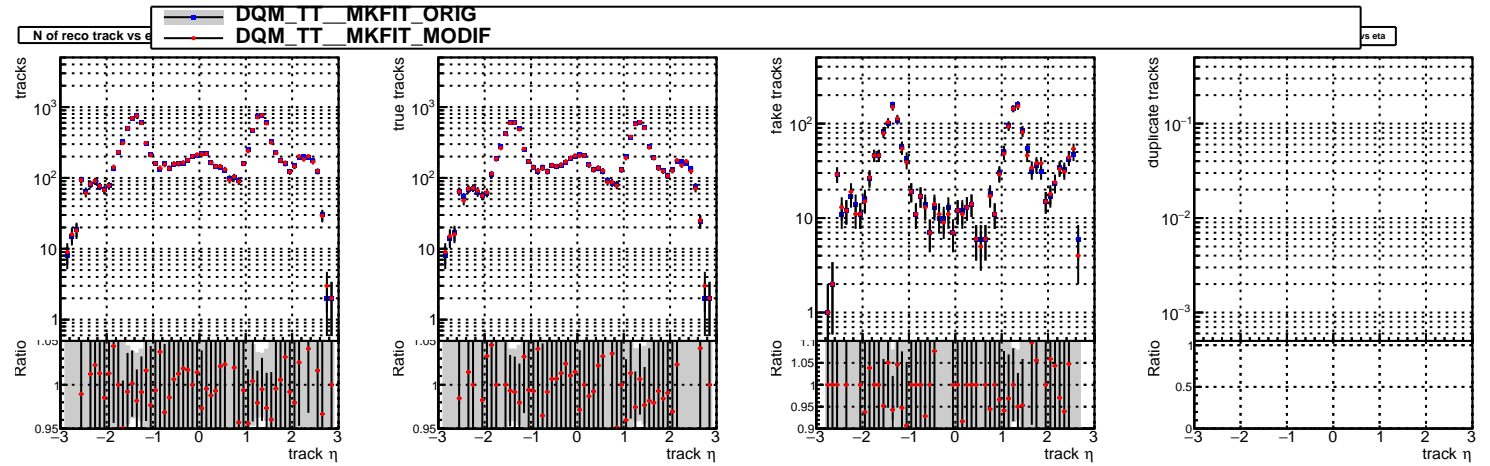 DQM_TT__MKFIT_ORIG
DQM_TT__MKFIT_MODIF
N of reco track vs e
vs eta
tracks
10³
10²
10
1
Ratio
1.05
1
0.95
−3 −2 −1 0 1 2 3
track η
true tracks
10³
10²
10
1
Ratio
1.05
1
0.95
−3 −2 −1 0 1 2 3
track η
fake tracks
10²
10
1
Ratio
1.1
1.05
1
0.95
0.9
−3 −2 −1 0 1 2 3
track η
duplicate tracks
10⁻¹
10⁻²
10⁻³
Ratio
1
0.5
0
−3 −2 −1 0 1 2 3
track η